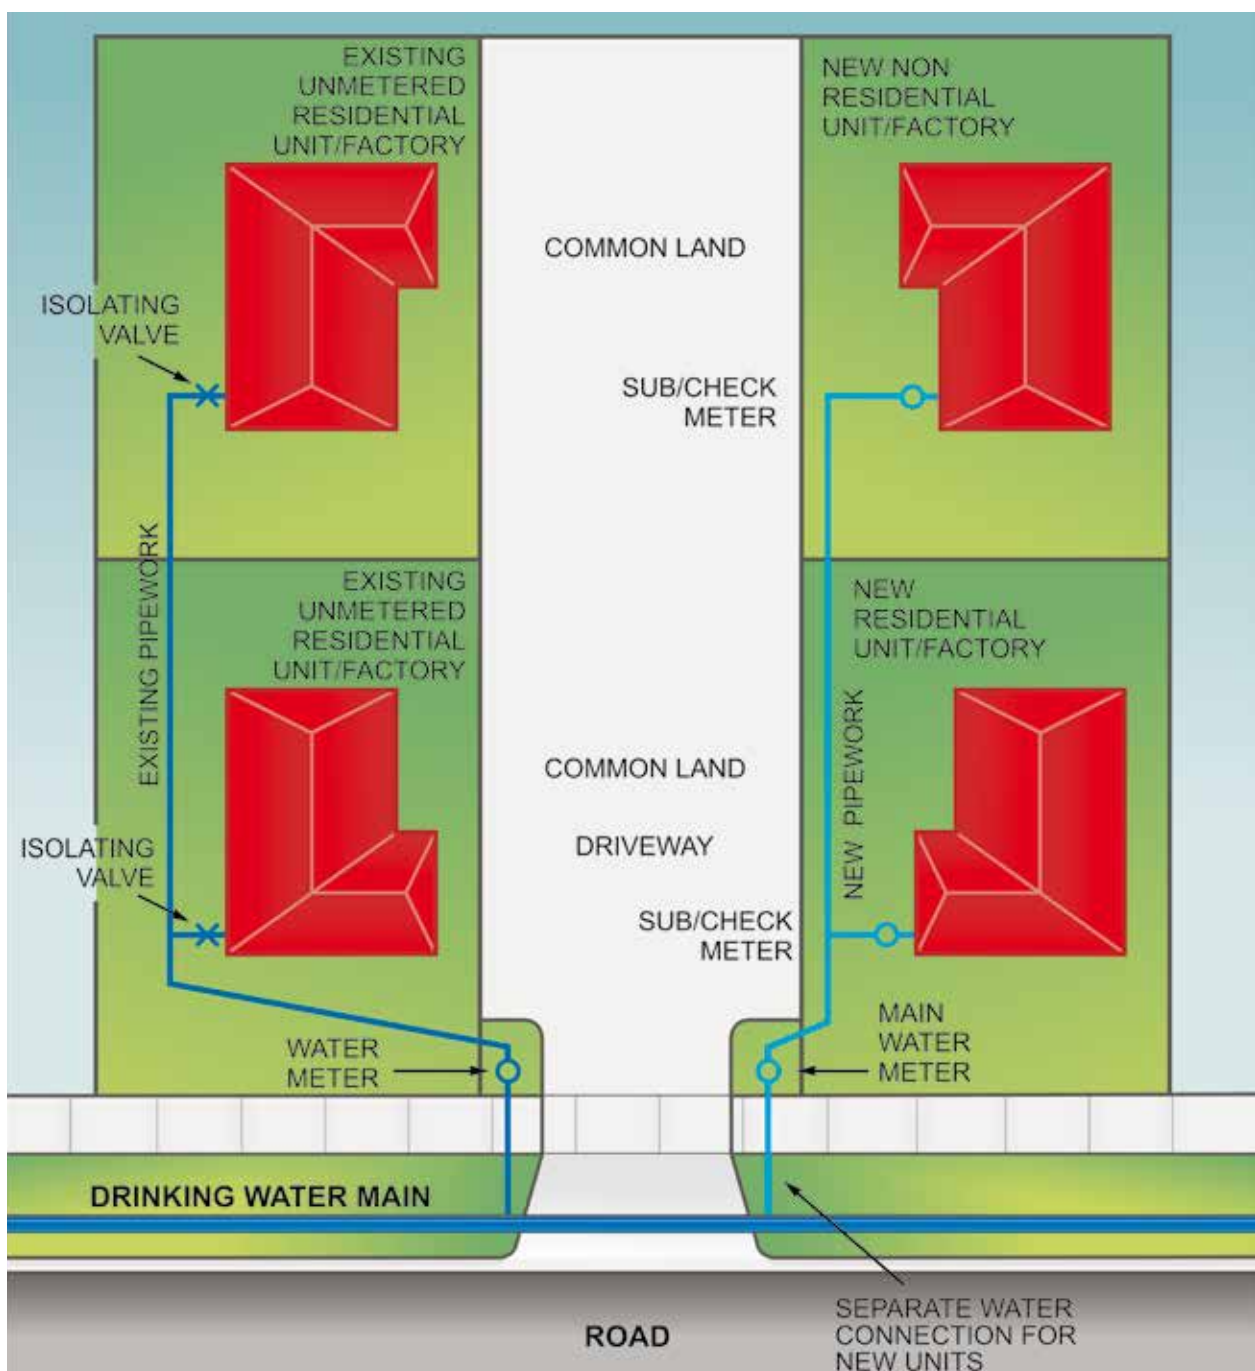 EXISTING
UNMETERED
RESIDENTIAL
UNIT/FACTORY
NEW NON
RESIDENTIAL
UNIT/FACTORY
COMMON LAND
ISOLATING
VALVE
SUB/CHECK
METER
EXISTING PIPEWORK
EXISTING
UNMETERED
RESIDENTIAL
UNIT/FACTORY
NEW
RESIDENTIAL
UNIT/FACTORY
NEW PIPEWORK
COMMON LAND
DRIVEWAY
ISOLATING
VALVE
SUB/CHECK
METER
WATER
METER
MAIN
WATER
METER
DRINKING WATER MAIN
SEPARATE WATER
CONNECTION FOR
NEW UNITS
ROAD